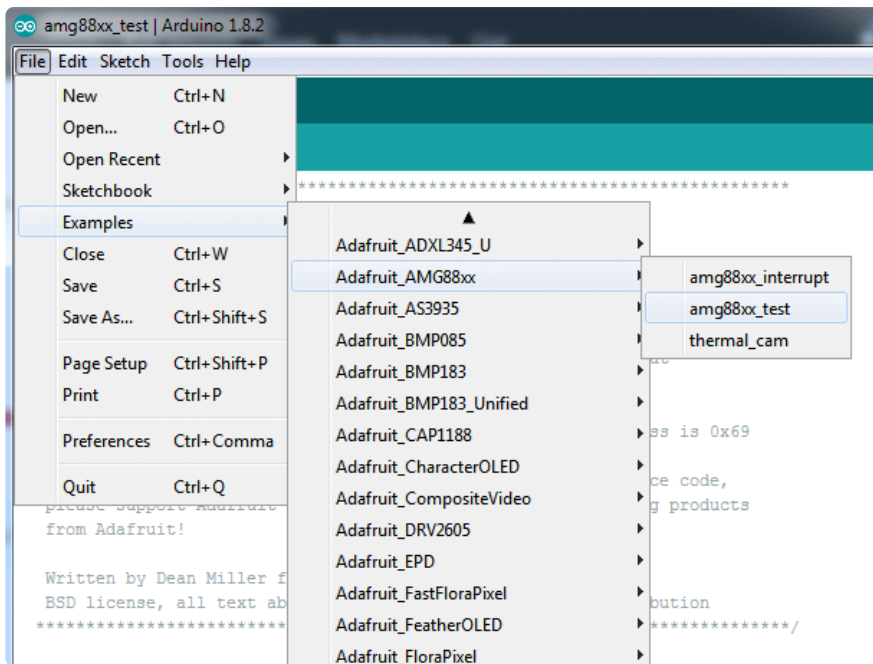 amg88xx_test | Arduino 1.8.2
File Edit Sketch Tools Help
New Ctrl+N
Open... Ctrl+O
Open Recent
Sketchbook
Examples
Close Ctrl+W
Save Ctrl+S
Save As... Ctrl+Shift+S
Page Setup Ctrl+Shift+P
Print Ctrl+P
Preferences Ctrl+Comma
Quit Ctrl+Q
Adafruit_ADXL345_U
Adafruit_AMG88xx
Adafruit_AS3935
Adafruit_BMP085
Adafruit_BMP183
Adafruit_BMP183_Unified
Adafruit_CAP1188
Adafruit_CharacterOLED
Adafruit_CompositeVideo
Adafruit_DRV2605
Adafruit_EPD
Adafruit_FastFloraPixel
Adafruit_FeatherOLED
Adafruit_FloraPixel
amg88xx_interrupt
amg88xx_test
thermal_cam
*************************************************
ss is 0x69
ce code,
please support Adafruit g products
from Adafruit!
Written by Dean Miller f
BSD license, all text ab bution
************************* **************/